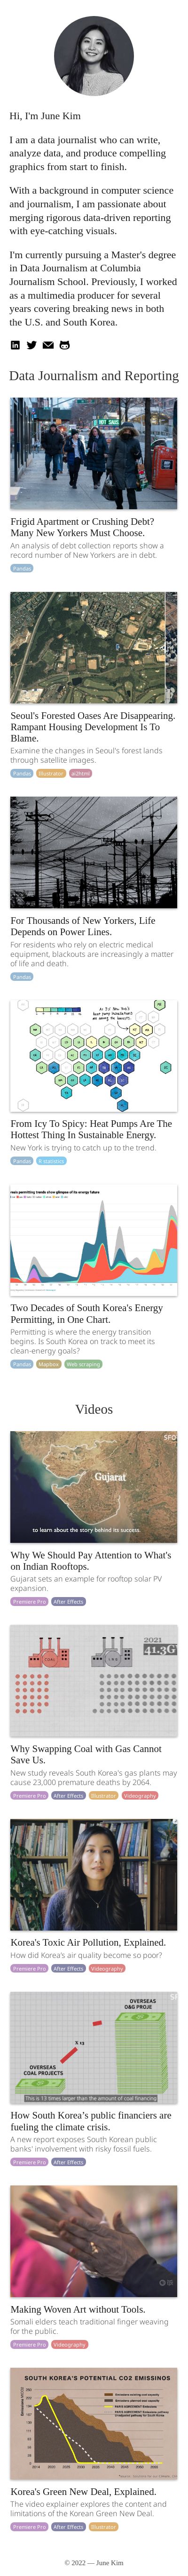 Hi, I'm June Kim
I am a data journalist who can write,
analyze data, and produce compelling
graphics from start to finish.
With a background in computer science
and journalism, I am passionate about
merging rigorous data-driven reporting
with eye-catching visuals.
I'm currently pursuing a Master's degree
in Data Journalism at Columbia
Journalism School. Previously, I worked
as a multimedia producer for several
years covering breaking news in both
the U.S. and South Korea.
Data Journalism and Reporting
HOT DOGS
Frigid Apartment or Crushing Debt?
Many New Yorkers Must Choose.
An analysis of debt collection reports show a
record number of New Yorkers are in debt.
Pandas
Seoul's Forested Oases Are Disappearing.
Rampant Housing Development Is To
Blame.
Examine the changes in Seoul's forest lands
through satellite images.
Pandas Illustrator ai2html
For Thousands of New Yorkers, Life
Depends on Power Lines.
For residents who rely on electric medical
equipment, blackouts are increasingly a matter
of life and death.
Pandas
From Icy To Spicy: Heat Pumps Are The
Hottest Thing In Sustainable Energy.
New York is trying to catch up to the trend.
Pandas R statistics
Two Decades of South Korea's Energy
Permitting, in One Chart.
Permitting is where the energy transition
begins. Is South Korea on track to meet its
clean-energy goals?
Pandas Mapbox Web scraping
Videos
SFO
Gujarat
to learn about the story behind its success.
Why We Should Pay Attention to What's
on Indian Rooftops.
Gujarat sets an example for rooftop solar PV
expansion.
Premiere Pro After Effects
2021
41.3G
Why Swapping Coal with Gas Cannot
Save Us.
New study reveals South Korea's gas plants may
cause 23,000 premature deaths by 2064.
Premiere Pro After Effects Illustrator Videography
Korea's Toxic Air Pollution, Explained.
How did Korea's air quality become so poor?
Premiere Pro After Effects Videography
OVERSEAS
O&G PROJE
X 13
OVERSEAS
COAL PROJECTS
This is 13 times larger than the amount of coal financing
How South Korea's public financiers are
fueling the climate crisis.
A new report exposes South Korean public
banks' involvement with risky fossil fuels.
Premiere Pro After Effects
Making Woven Art without Tools.
Somali elders teach traditional finger weaving
for the public.
Premiere Pro Videography
SOUTH KOREA'S POTENTIAL CO2 EMISSINOS
Korea's Green New Deal, Explained.
The video explainer explores the content and
limitations of the Korean Green New Deal.
Premiere Pro After Effects Illustrator
© 2022 — June Kim